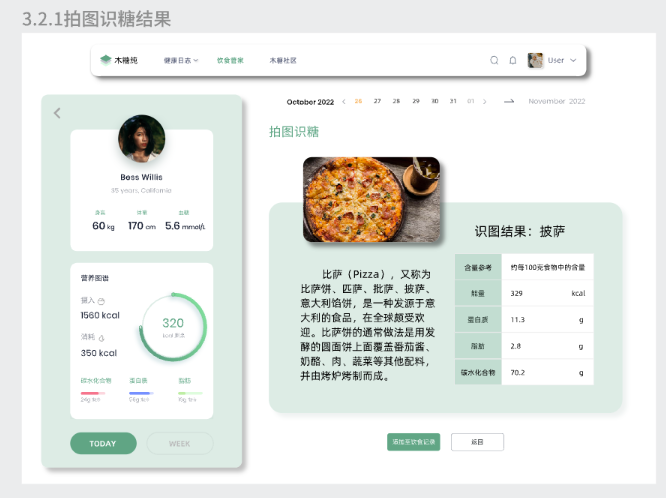 3.2.1拍图识糖结果
木糖纯 健康日志 饮食管家 木糖社区 User
October 2022 < 26 27 28 29 30 31 01 > November 2022
拍图识糖
Bess Willis
35 years, California
身高 体重 血糖
60 kg 170 cm 5.6 mmol/L
营养图谱
摄入
1560 kcal
消耗
350 kcal
320
碳水化合物 蛋白质 脂肪
TODAY WEEK
识图结果：披萨
比萨（Pizza），又称为
比萨饼、匹萨、批萨、披萨、
意大利馅饼，是一种发源于意
大利的食品，在全球颇受欢
迎。比萨饼的通常做法是用发
酵的圆面饼上面覆盖番茄酱、
奶酪、肉、蔬菜等其他配料，
并由烤炉烤制而成。
含量参考 约每100克食物中的含量
能量 329 kcal
蛋白质 11.3 g
脂肪 2.8 g
碳水化合物 70.2 g
添加至饮食记录 返回